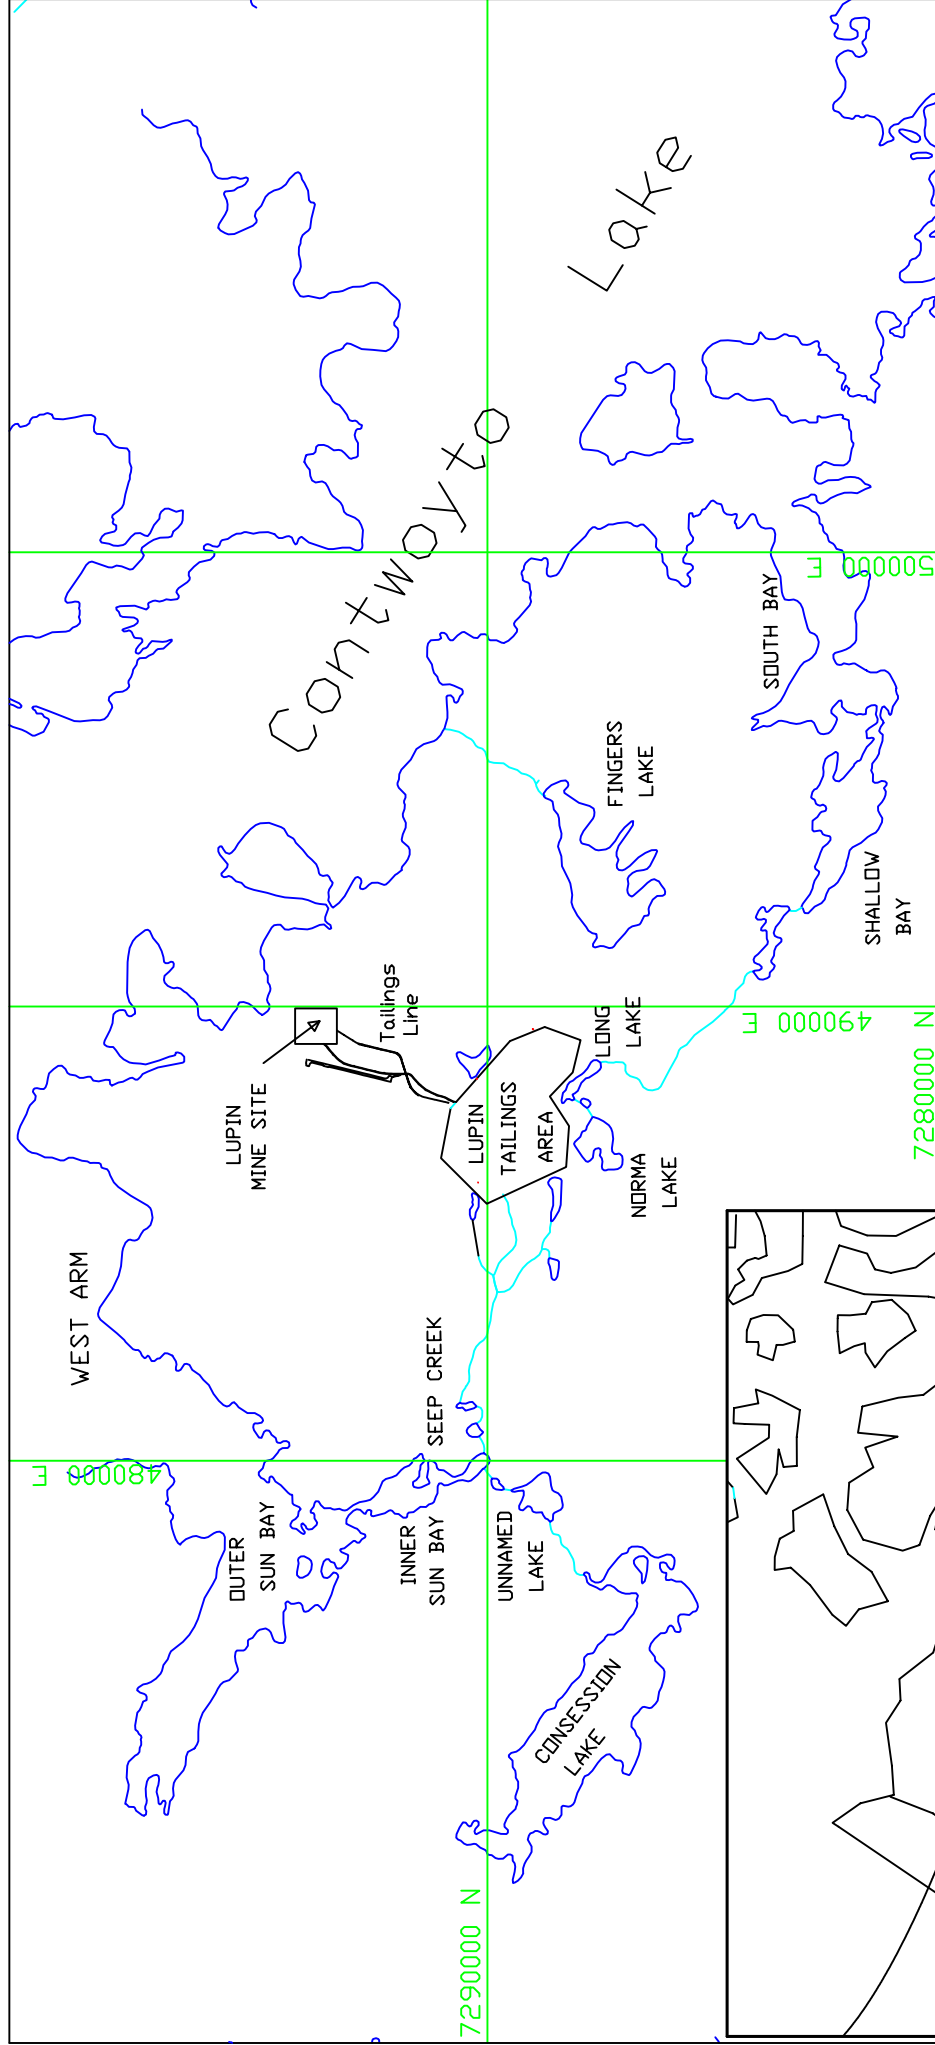 Contwoyto
Lake
WEST ARM
LUPIN
MINE SITE
Tailings
Line
OUTER
SUN BAY
INNER
SUN BAY
SEEP CREEK
LUPIN
TAILINGS
AREA
UNNAMED
LAKE
CONSESSION
LAKE
NORMA
LAKE
LONG
LAKE
FINGERS
LAKE
SOUTH BAY
SHALLOW
BAY
480000 E
490000 E
500000 E
7290000 N
7280000 N